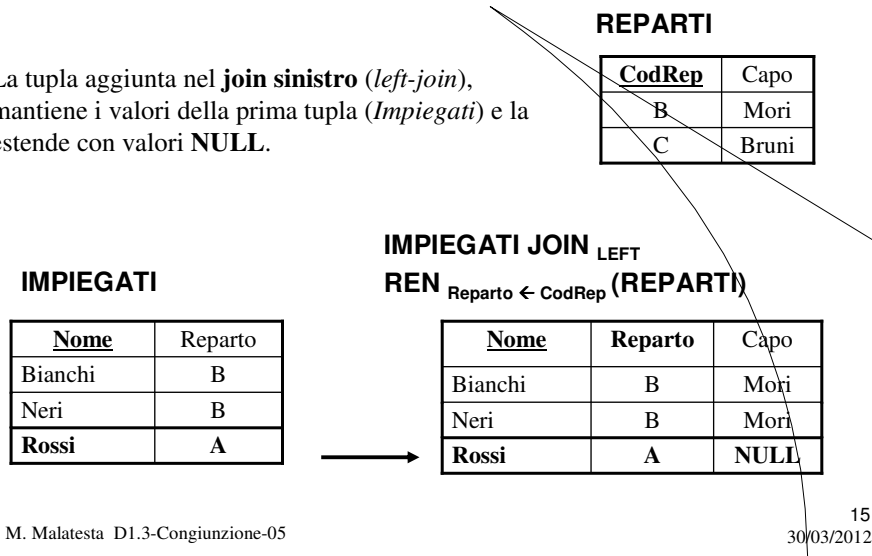 REPARTI
CodRep Capo
B Mori
C Bruni
La tupla aggiunta nel join sinistro (left-join),
mantiene i valori della prima tupla (Impiegati) e la
estende con valori NULL.
IMPIEGATI
Nome Reparto
Bianchi B
Neri B
Rossi A
IMPIEGATI JOIN LEFT
REN Reparto ← CodRep (REPARTI)
Nome Reparto Capo
Bianchi B Mori
Neri B Mori
Rossi A NULL
M. Malatesta D1.3-Congiunzione-05
15
30/03/2012